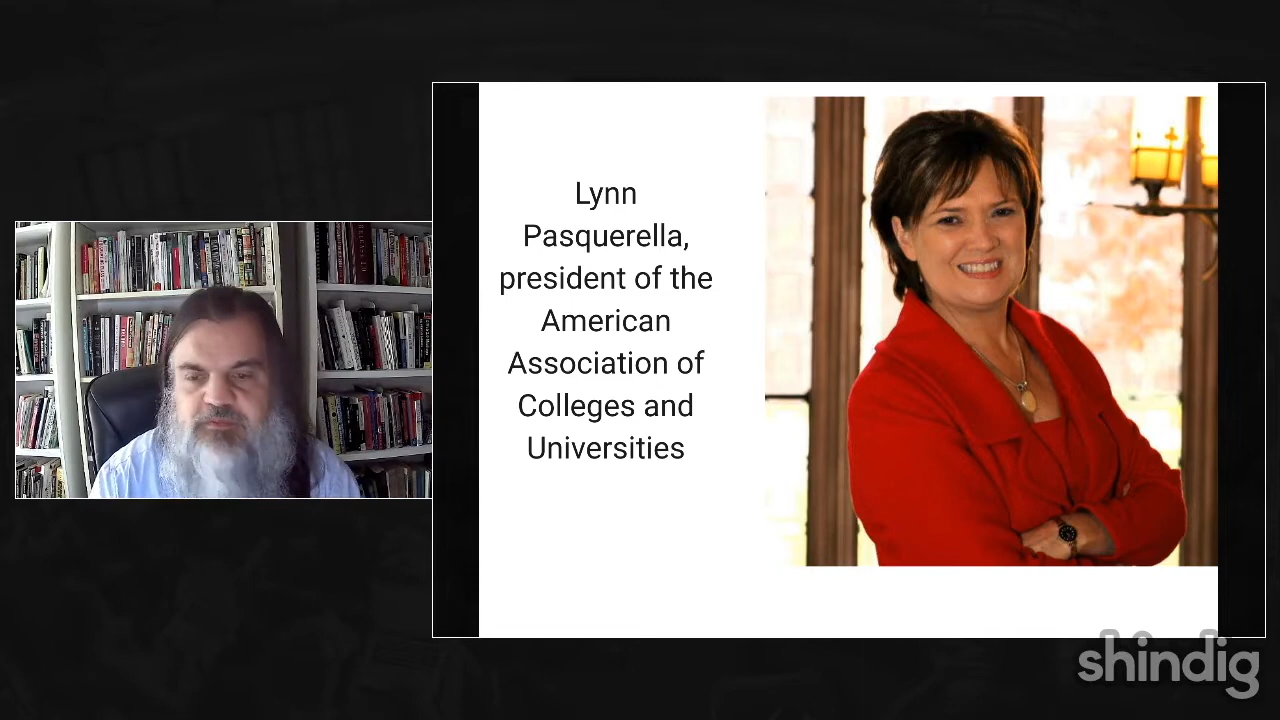 Lynn
Pasquerella,
president of the
American
Association of
Colleges and
Universities
shindig